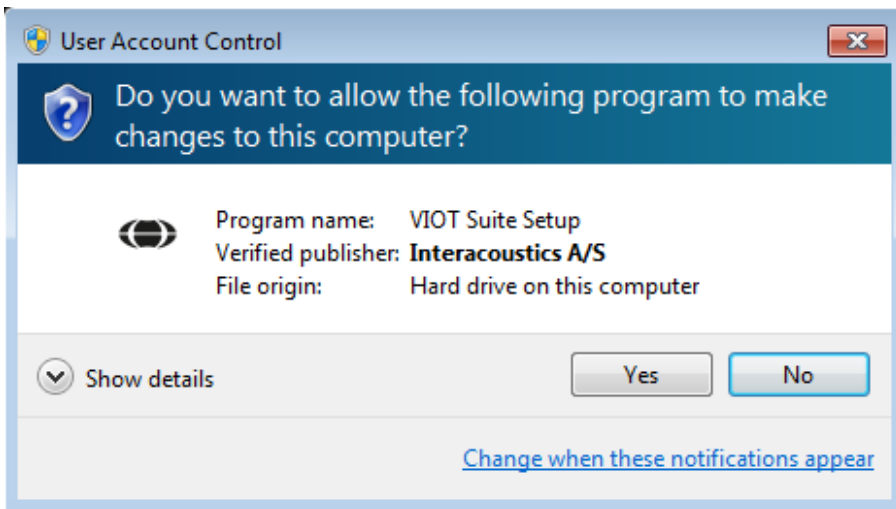 User Account Control
Do you want to allow the following program to make
changes to this computer?
Program name: VIOT Suite Setup
Verified publisher: Interacoustics A/S
File origin: Hard drive on this computer
Show details
Yes No
Change when these notifications appear